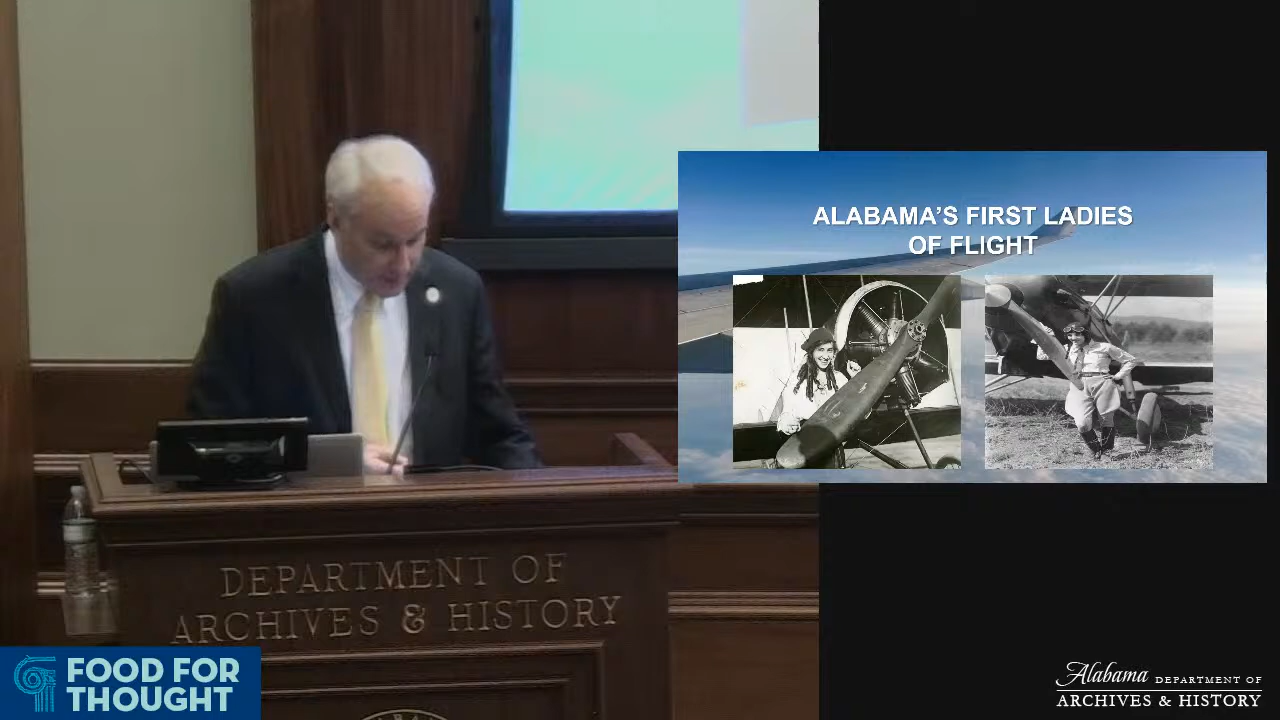 ALABAMA'S FIRST LADIES
OF FLIGHT
DEPARTMENT OF
ARCHIVES & HISTORY
FOOD FOR
THOUGHT
Alabama DEPARTMENT OF
ARCHIVES & HISTORY